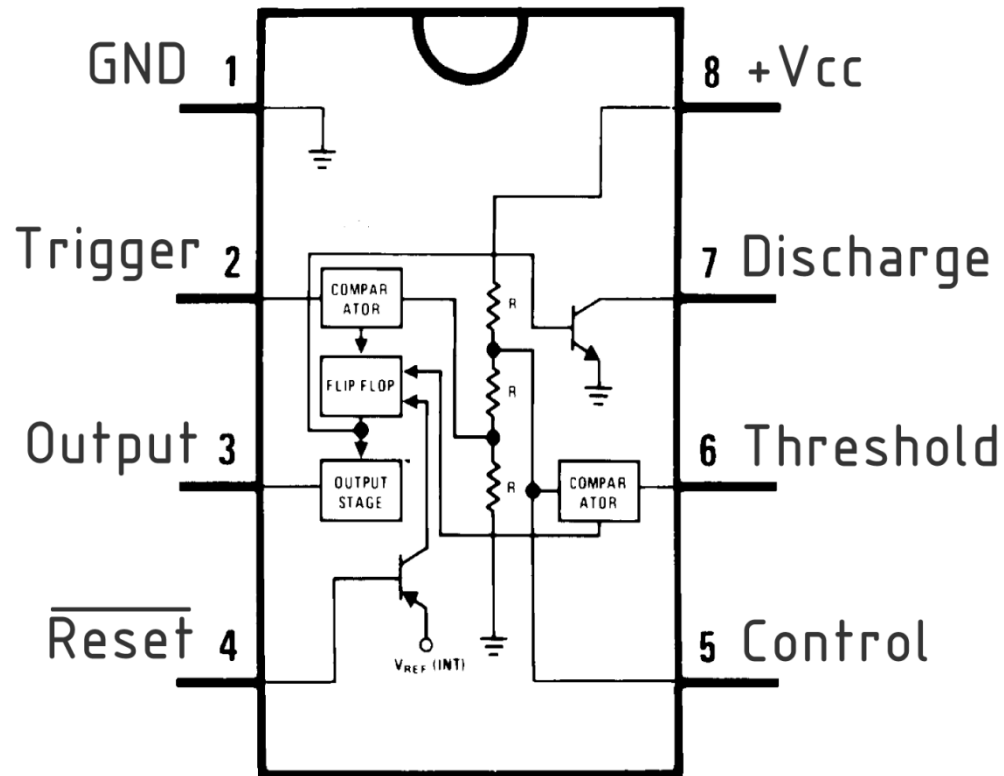 GND 1
8 +Vcc
Trigger 2
7 Discharge
COMPAR
ATOR
R
FLIP FLOP
R
Output 3
6 Threshold
OUTPUT
STAGE
R
COMPAR
ATOR
Reset 4
VREF (INT)
5 Control